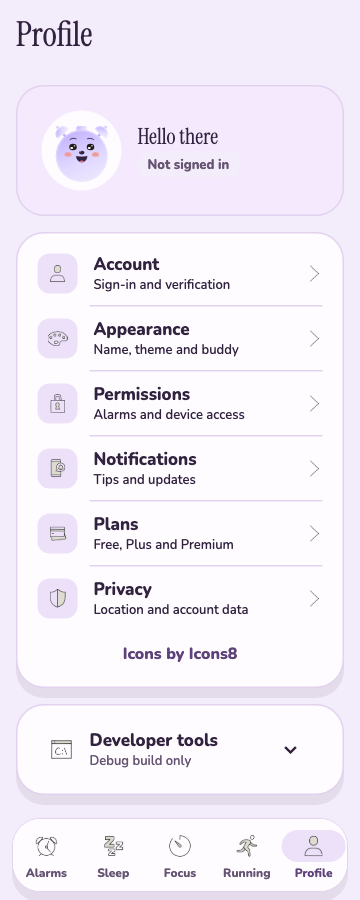 Profile
Hello there
Not signed in
Account
Sign-in and verification
Appearance
Name, theme and buddy
Permissions
Alarms and device access
Notifications
Tips and updates
Plans
Free, Plus and Premium
Privacy
Location and account data
Icons by Icons8
C:\
Developer tools
Debug build only
Alarms
Sleep
Focus
Running
Profile